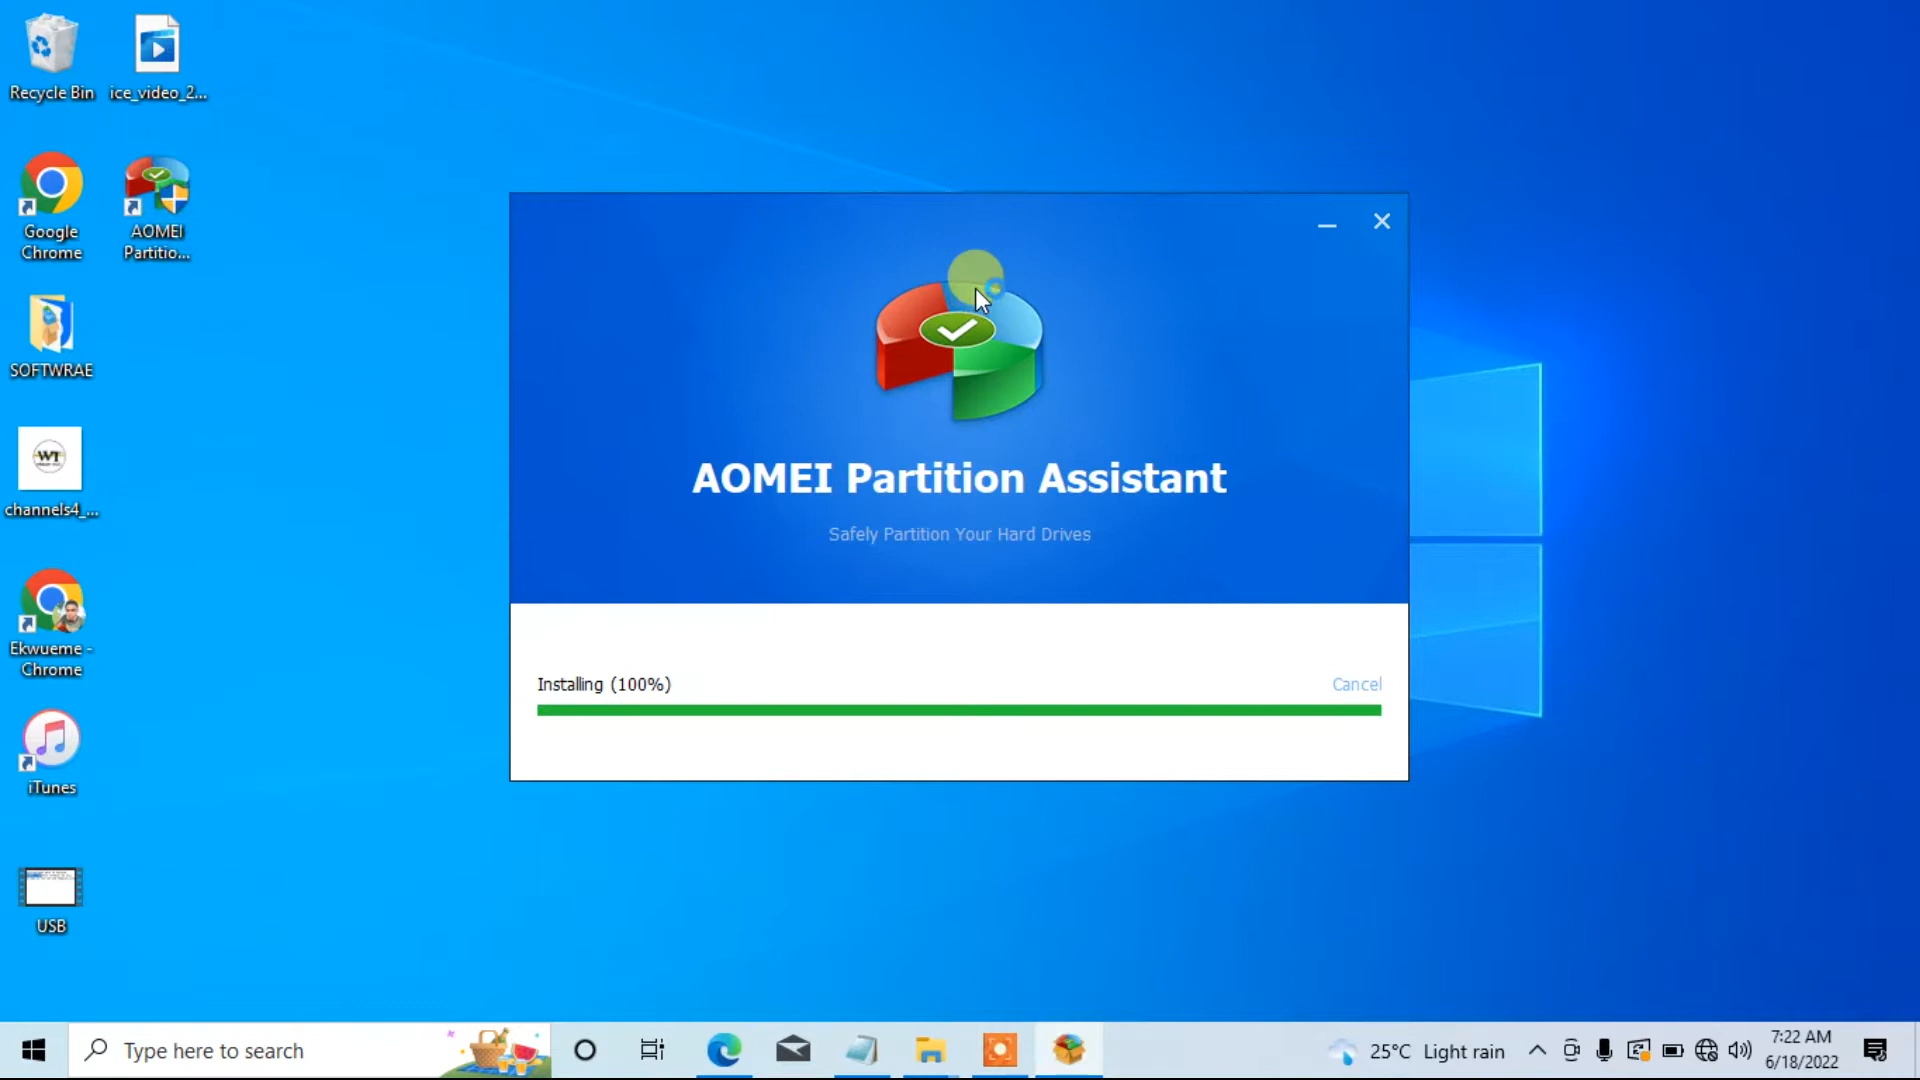 Recycle Bin
ice_video_2...
Google
Chrome
AOMEI
Partitio...
SOFTWRAE
WT
channels4_...
Ekwueme -
Chrome
iTunes
USB
AOMEI Partition Assistant
Safely Partition Your Hard Drives
Installing (100%)
Cancel
Type here to search
25°C Light rain
7:22 AM
6/18/2022